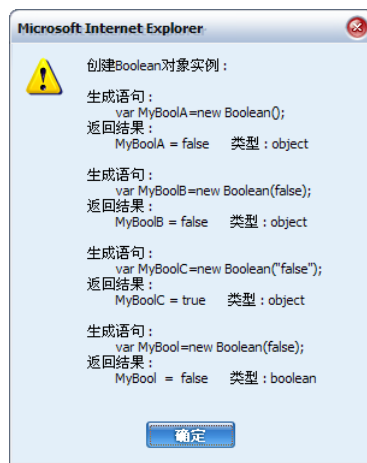 Microsoft Internet Explorer
创建Boolean对象实例：
生成语句：
var MyBoolA=new Boolean();
返回结果：
MyBoolA = false 类型：object
生成语句：
var MyBoolB=new Boolean(false);
返回结果：
MyBoolB = false 类型：object
生成语句：
var MyBoolC=new Boolean("false");
返回结果：
MyBoolC = true 类型：object
生成语句：
var MyBool=new Boolean(false);
返回结果：
MyBool = false 类型：boolean
确定